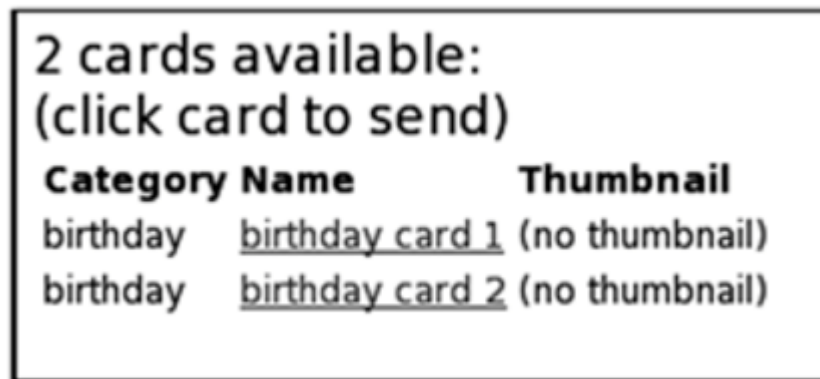 2 cards available:
(click card to send)
Category Name Thumbnail
birthday birthday card 1 (no thumbnail)
birthday birthday card 2 (no thumbnail)